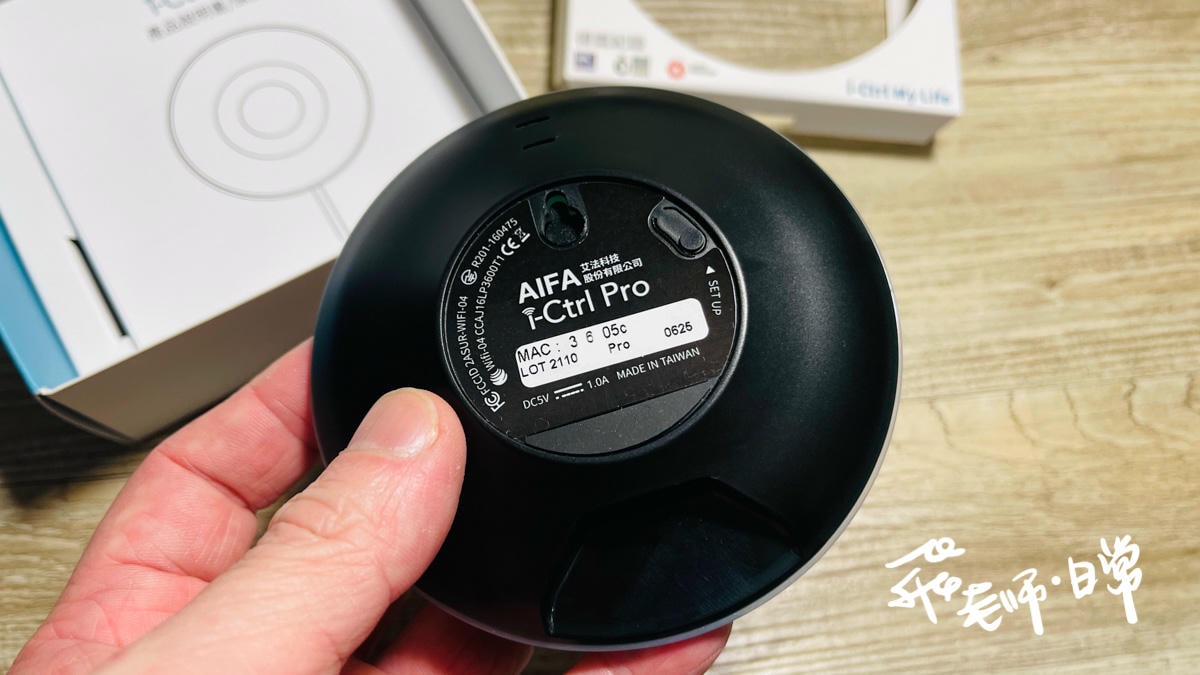 i-Ctrl My Life
R201-160475
FCC ID 2ASUR-WIFI-04
Wifi-04 CCAJ16LP3600T1 CE
AIFA 艾法科技
股份有限公司
i-Ctrl Pro
SET UP
MAC : 3 6 05c 0625
LOT 2110 Pro
DC5V 1.0A MADE IN TAIWAN
飛老师·日常